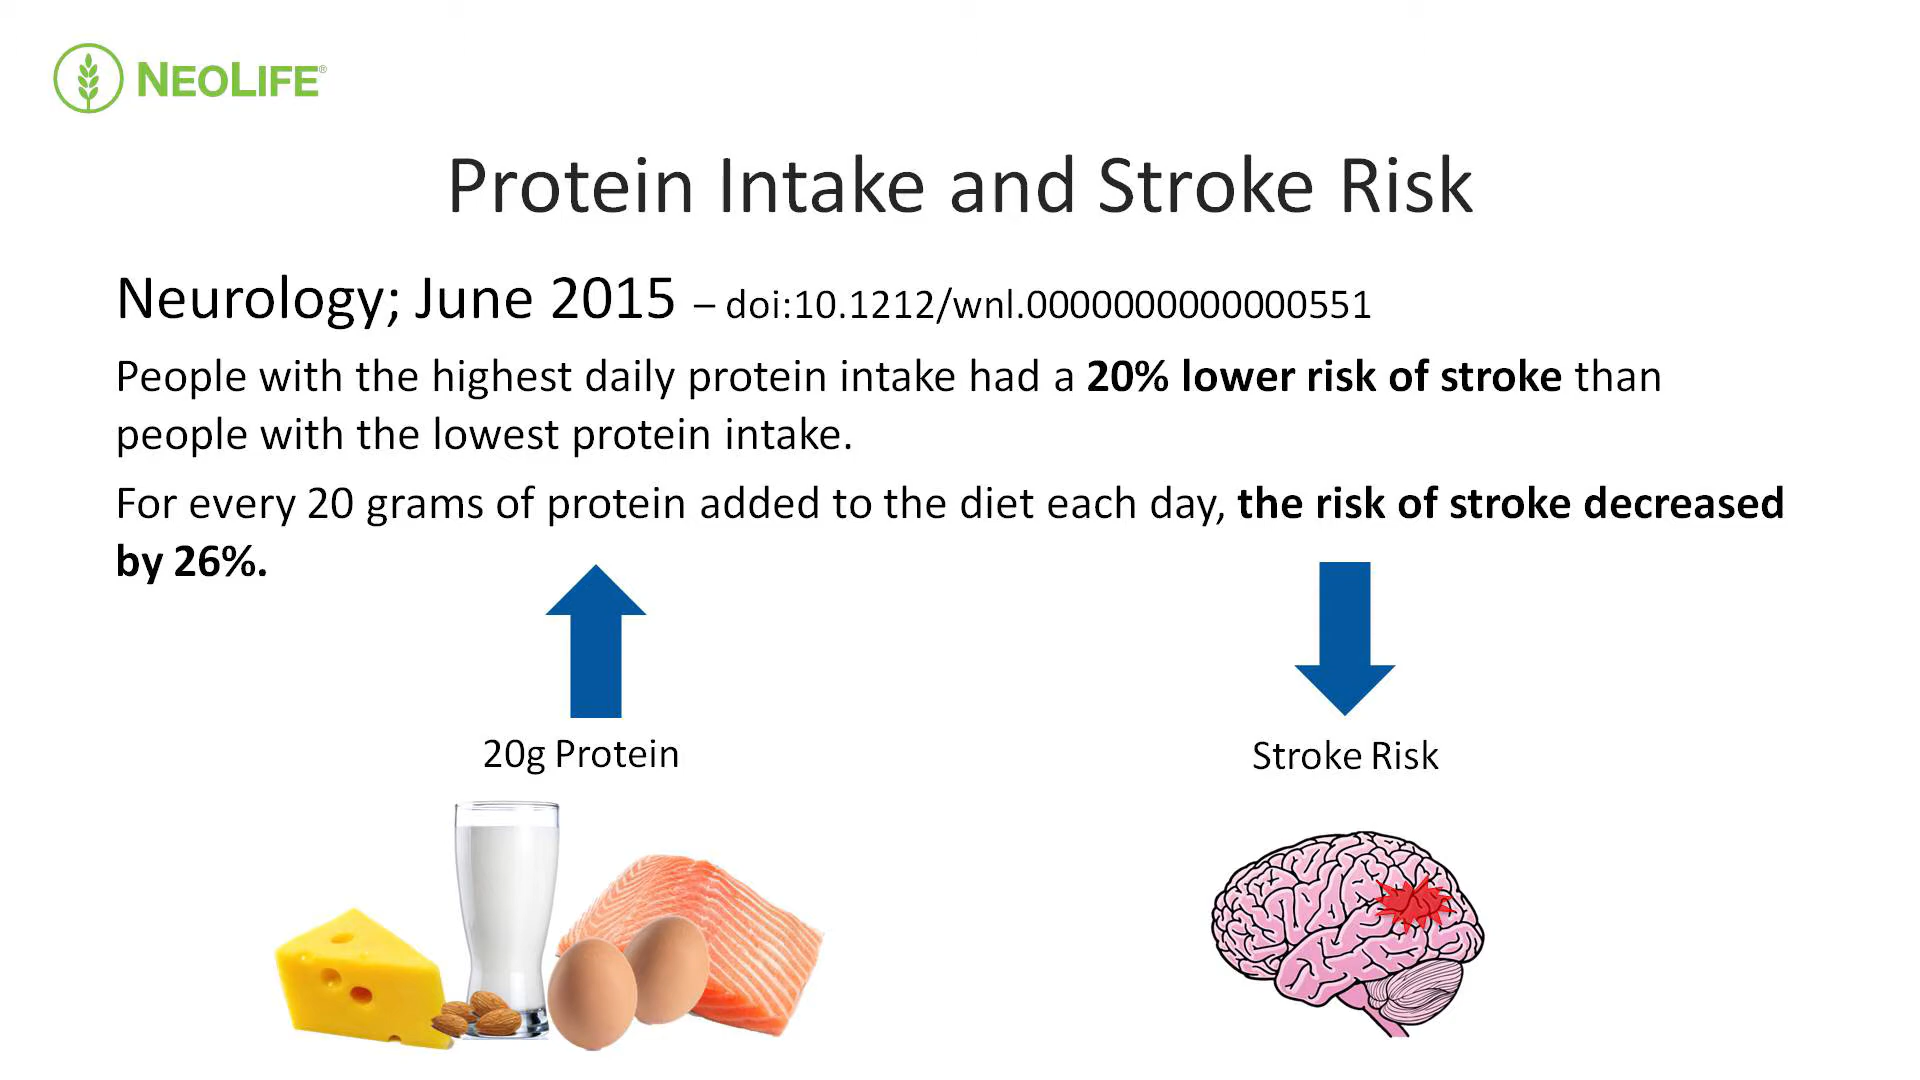 NEOLIFE®
Protein Intake and Stroke Risk
Neurology; June 2015 – doi:10.1212/wnl.0000000000000551
People with the highest daily protein intake had a 20% lower risk of stroke than
people with the lowest protein intake.
For every 20 grams of protein added to the diet each day, the risk of stroke decreased
by 26%.
20g Protein
Stroke Risk